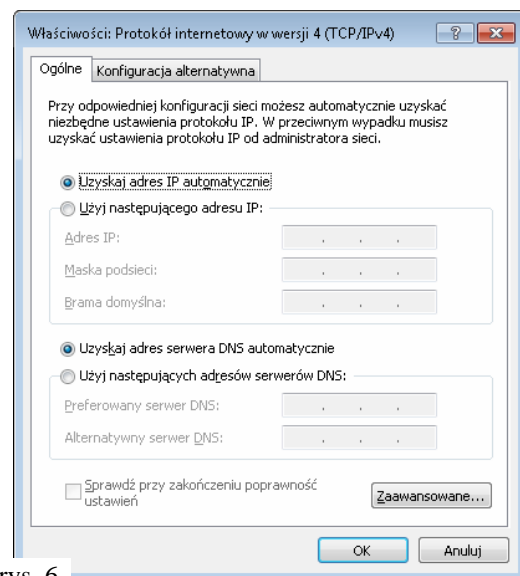 Właściwości: Protokół internetowy w wersji 4 (TCP/IPv4)
Ogólne
Konfiguracja alternatywna
Przy odpowiedniej konfiguracji sieci możesz automatycznie uzyskać
niezbędne ustawienia protokołu IP. W przeciwnym wypadku musisz
uzyskać ustawienia protokołu IP od administratora sieci.
Uzyskaj adres IP automatycznie
Użyj następującego adresu IP:
Adres IP:
Maska podsieci:
Brama domyślna:
Uzyskaj adres serwera DNS automatycznie
Użyj następujących adresów serwerów DNS:
Preferowany serwer DNS:
Alternatywny serwer DNS:
Sprawdź przy zakończeniu poprawność
ustawień
Zaawansowane...
OK
Anuluj
rys. 6